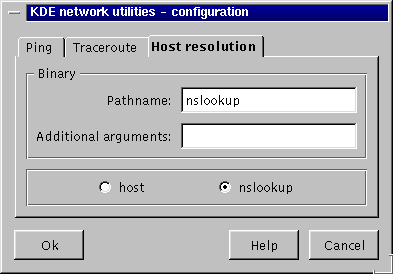 KDE network utilities - configuration
Ping Traceroute Host resolution
Binary
Pathname: nslookup
Additional arguments:
host nslookup
Ok Help Cancel